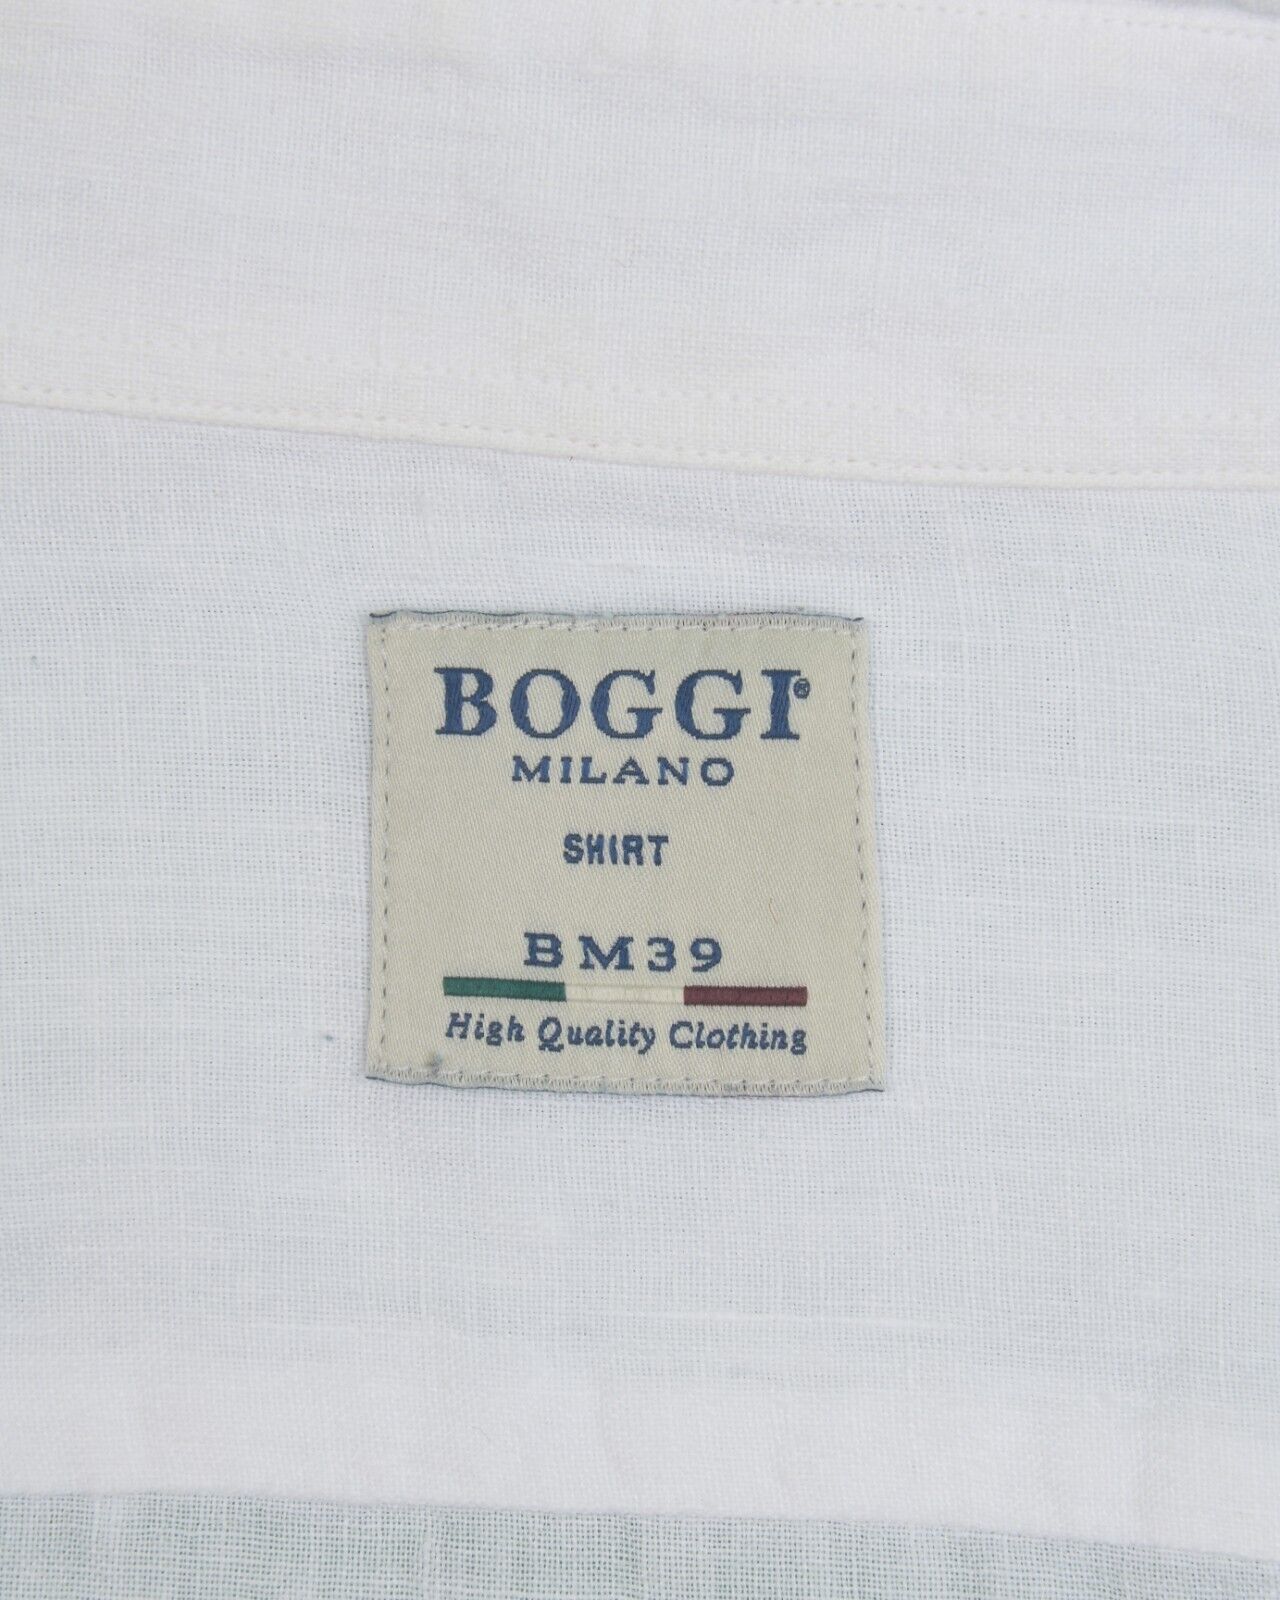 BOGGI®
MILANO
SHIRT
BM39
High Quality Clothing